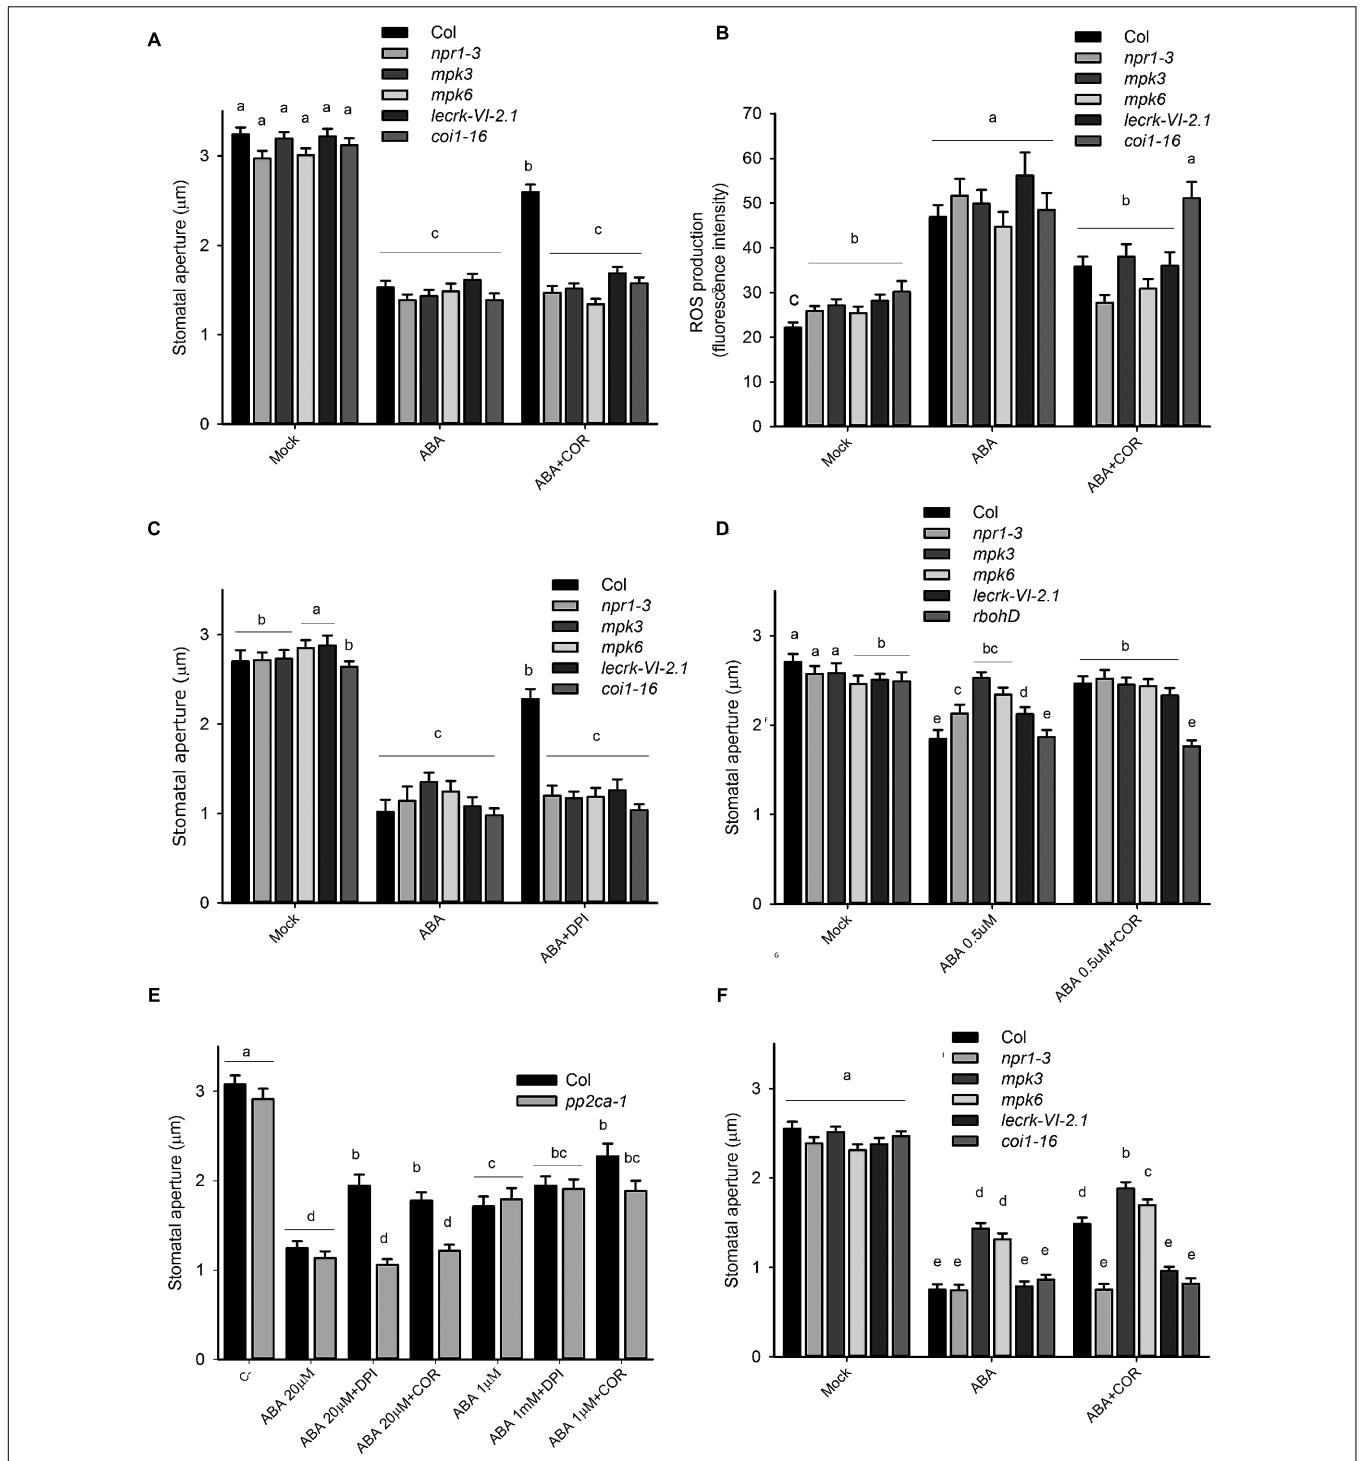 A
Col
npr1-3
mpk3
mpk6
lecrk-VI-2.1
coi1-16
a a a a a a
b
c
c
3
2
1
0
Stomatal aperture (μm)
Mock
ABA
ABA+COR
B
Col
npr1-3
mpk3
mpk6
lecrk-VI-2.1
coi1-16
70
60
50
40
30
20
10
0
ROS production
(fluorescence intensity)
c
b
a
b
a
Mock
ABA
ABA+COR
C
Col
npr1-3
mpk3
mpk6
lecrk-VI-2.1
coi1-16
b
a
b
c
b
c
3
2
1
0
Stomatal aperture (μm)
Mock
ABA
ABA+DPI
D
Col
npr1-3
mpk3
mpk6
lecrk-VI-2.1
rbohD
a a a b
e c bc d e
b e
3
2
1
0
Stomatal aperture (μm)
Mock
ABA 0.5uM
ABA 0.5uM+COR
G
E
Col
pp2ca-1
a
d
b d
b d
c
bc
b bc
3
2
1
0
Stomatal aperture (μm)
ABA 20μM
ABA 20μM+DPI
ABA 20μM+COR
ABA 1μM
ABA 1mM+DPI
ABA 1μM+COR
F
Col
npr1-3
mpk3
mpk6
lecrk-VI-2.1
coi1-16
a
e e d d e e
d e b c e e
3
2
1
0
Stomatal aperture (μm)
Mock
ABA
ABA+COR